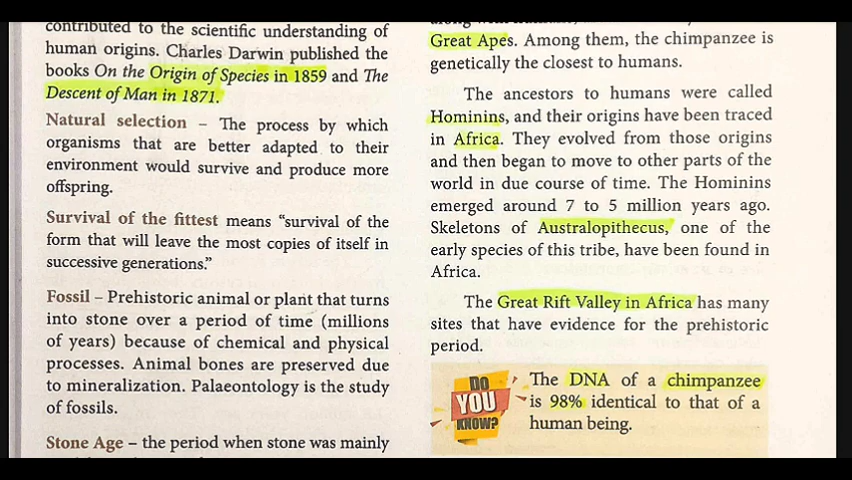 contributed to the scientific understanding of
human origins. Charles Darwin published the
books On the Origin of Species in 1859 and The
Descent of Man in 1871.
Natural selection – The process by which
organisms that are better adapted to their
environment would survive and produce more
offspring.
Survival of the fittest means “survival of the
form that will leave the most copies of itself in
successive generations.”
Fossil – Prehistoric animal or plant that turns
into stone over a period of time (millions
of years) because of chemical and physical
processes. Animal bones are preserved due
to mineralization. Palaeontology is the study
of fossils.
Stone Age – the period when stone was mainly
Great Apes. Among them, the chimpanzee is
genetically the closest to humans.
The ancestors to humans were called
Hominins, and their origins have been traced
in Africa. They evolved from those origins
and then began to move to other parts of the
world in due course of time. The Hominins
emerged around 7 to 5 million years ago.
Skeletons of Australopithecus, one of the
early species of this tribe, have been found in
Africa.
The Great Rift Valley in Africa has many
sites that have evidence for the prehistoric
period.
DO
YOU
KNOW?
The DNA of a chimpanzee
is 98% identical to that of a
human being.